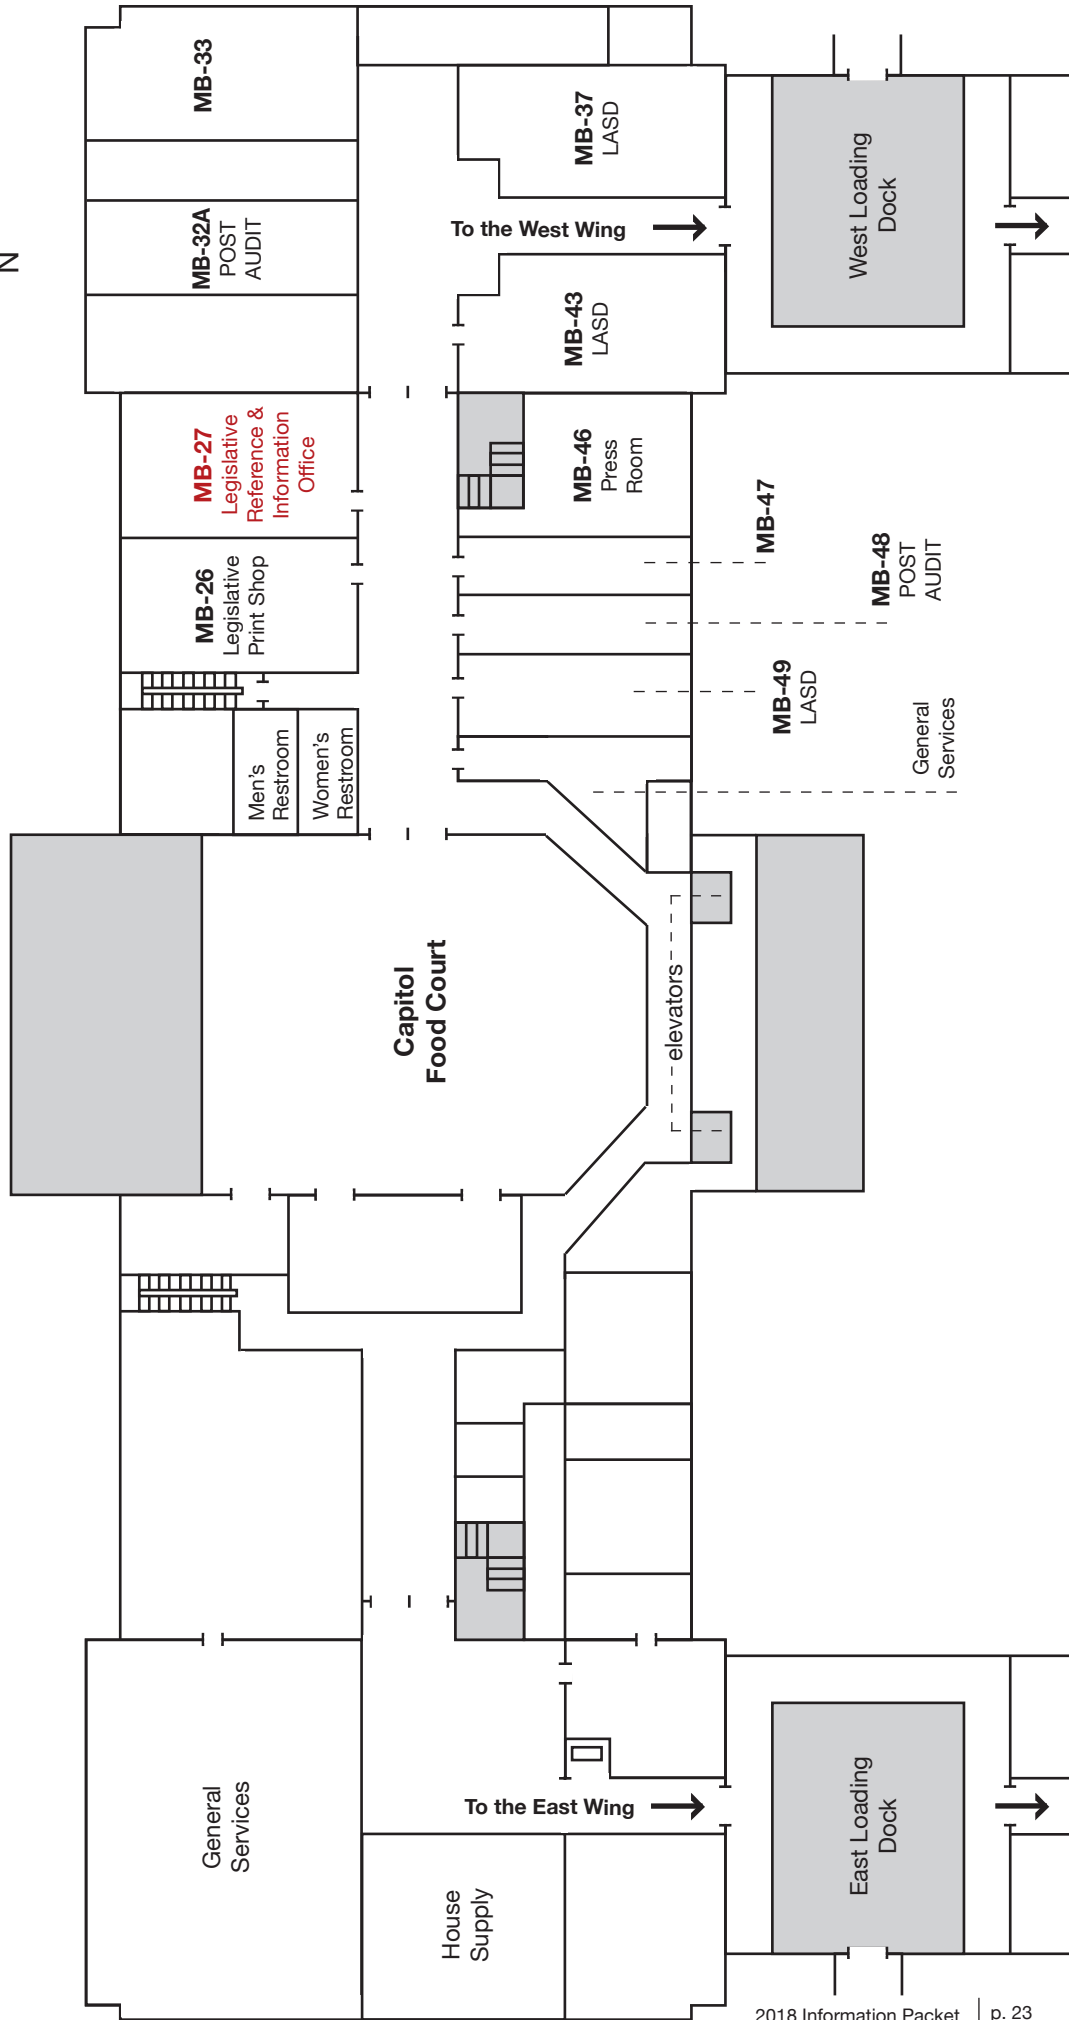 N
MB-33
MB-37
LASD
West Loading
Dock
MB-32A
POST
AUDIT
To the West Wing
MB-43
LASD
MB-27
Legislative
Reference &
Information
Office
MB-46
Press
Room
MB-47
MB-48
POST
AUDIT
MB-26
Legislative
Print Shop
MB-49
LASD
General
Services
Men's
Restroom
Women's
Restroom
Capitol
Food Court
elevators
General
Services
To the East Wing
East Loading
Dock
House
Supply
2018 Information Packet
p. 23